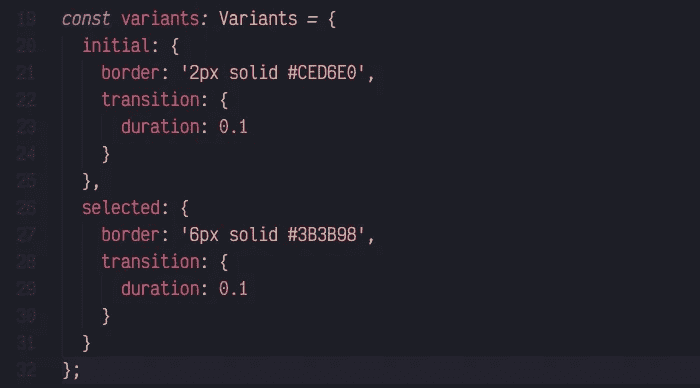 19 const variants: Variants = {
20 initial: {
21 border: '2px solid #CED6E0',
22 transition: {
23 duration: 0.1
24 }
25 },
26 selected: {
27 border: '6px solid #3B3B98',
28 transition: {
29 duration: 0.1
30 }
31 }
32 };